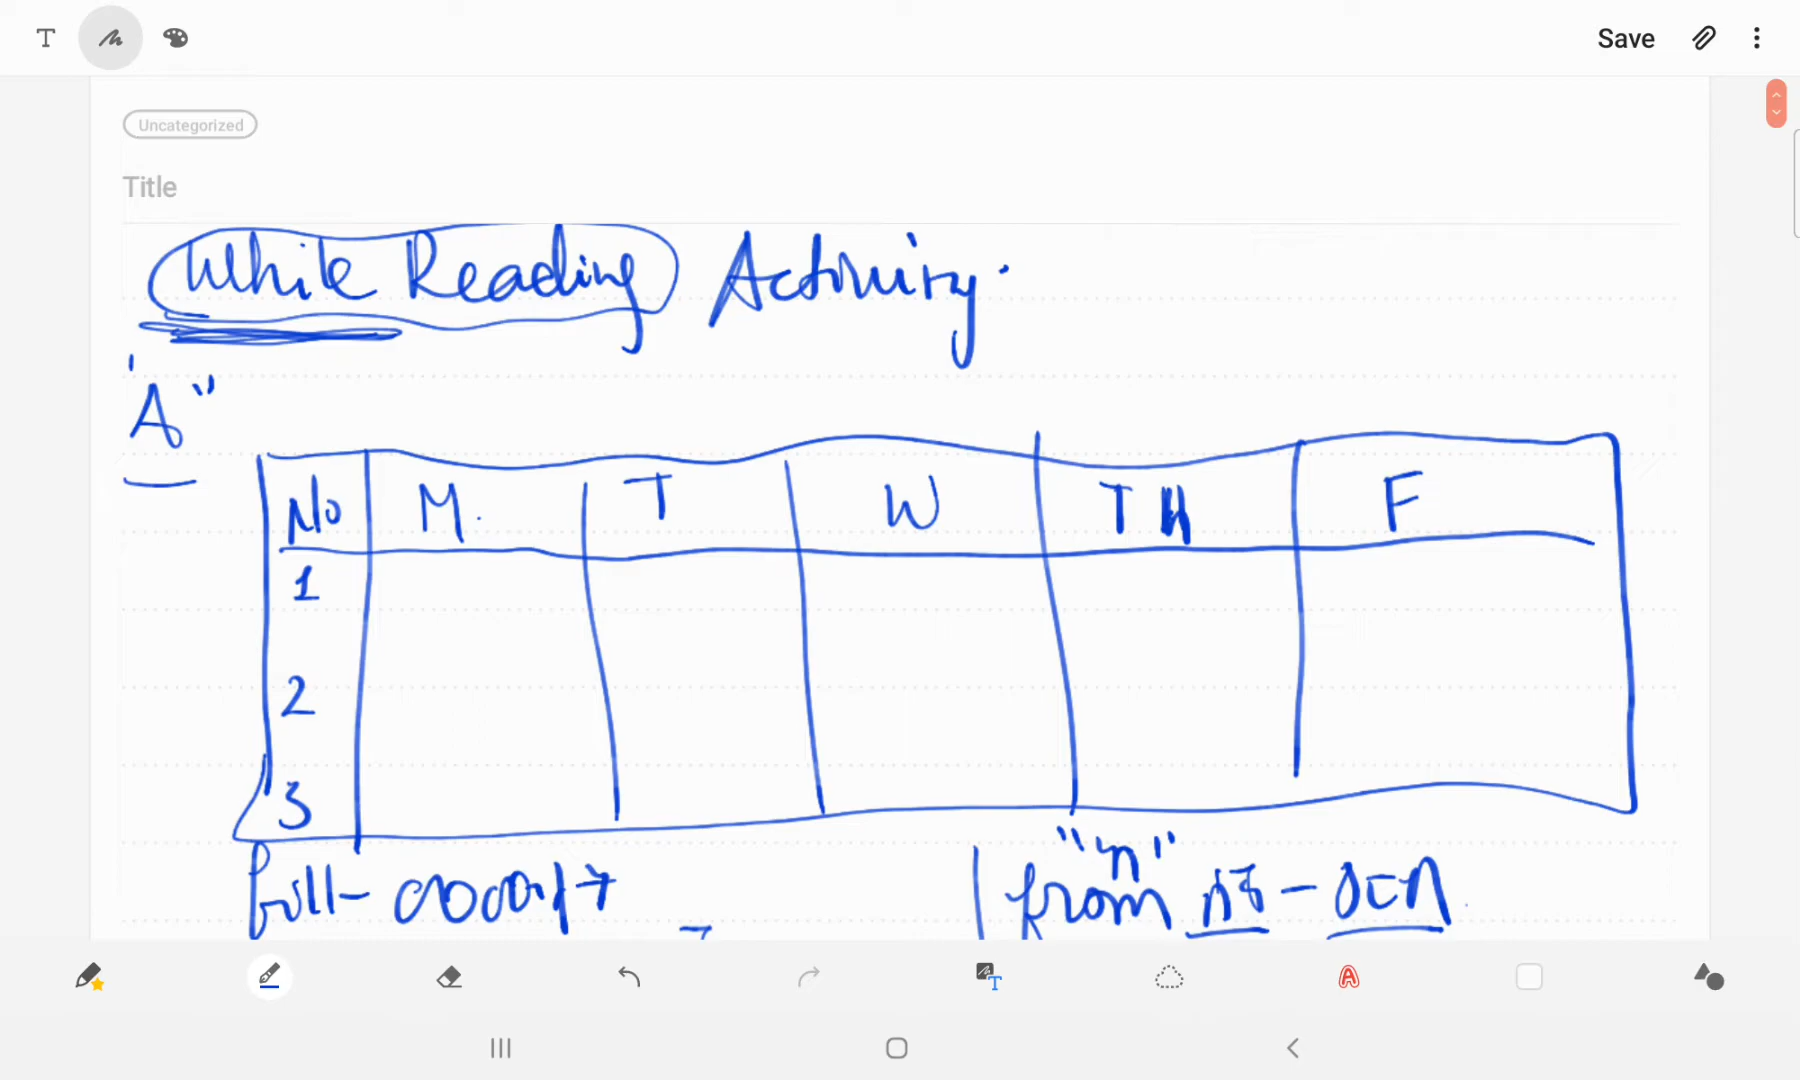 Save
Uncategorized
Title
While Reading Activity.
"A"
No M. T W TH F
1
2
3
full-
"n"
from